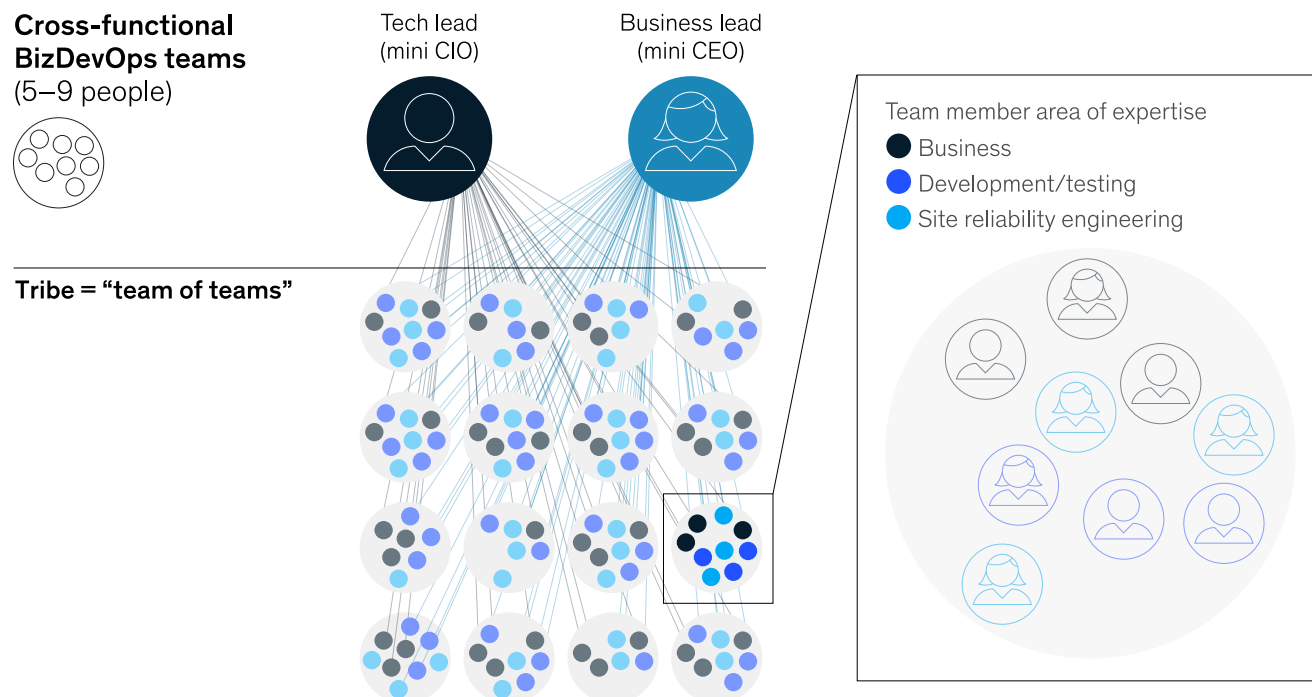 Cross-functional
BizDevOps teams
(5–9 people)
Tech lead
(mini CIO)
Business lead
(mini CEO)
Tribe = “team of teams”
Team member area of expertise
Business
Development/testing
Site reliability engineering